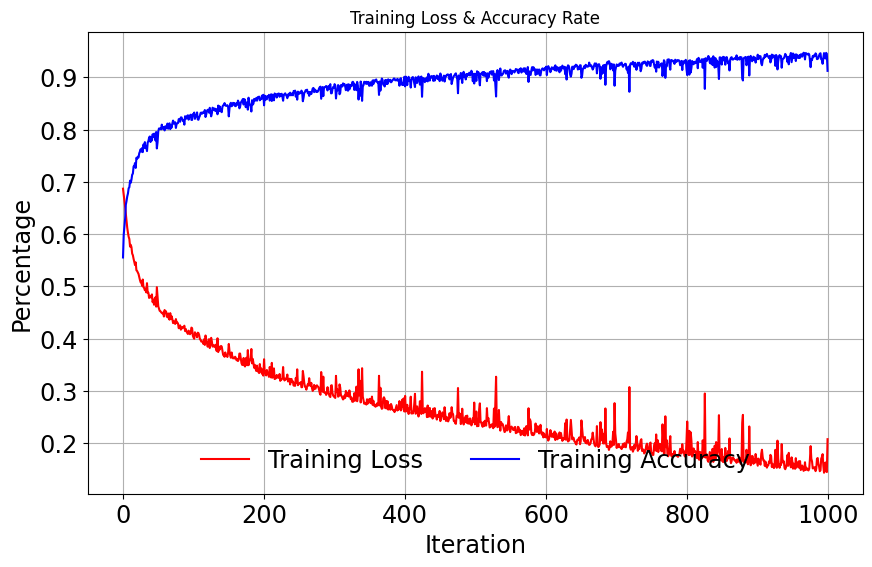 Training Loss & Accuracy Rate
Percentage
0.9
0.8
0.7
0.6
0.5
0.4
0.3
0.2
Training Loss
Training Accuracy
0
200
400
600
800
1000
Iteration